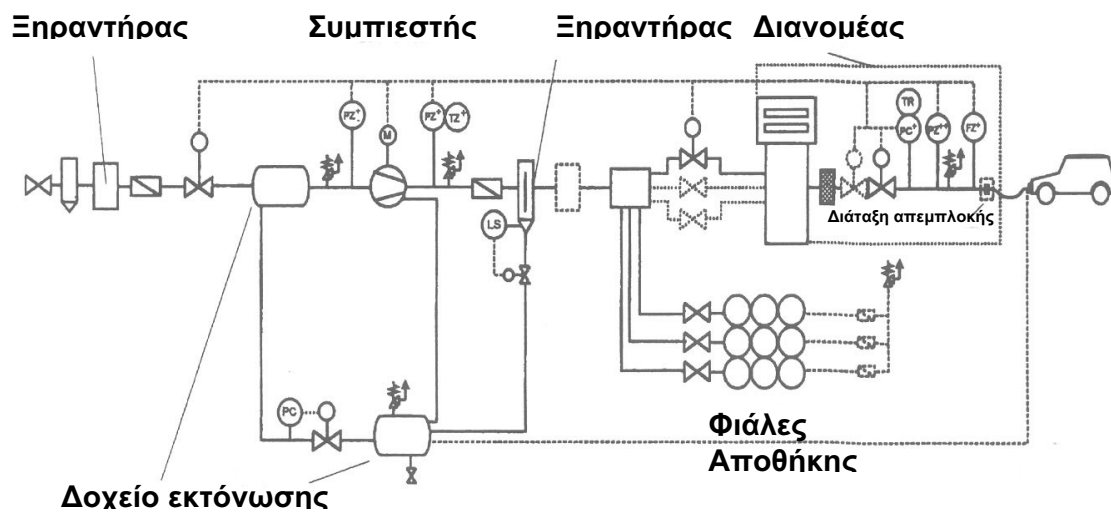 Ξηραντήρας Συμπιεστής Ξηραντήρας Διανομέας
TR
PZ+ M PZ+ TZ+ PC+ PZ++ FZ+
LS
Διάταξη απεμπλοκής
PC
Φιάλες
Αποθήκης
Δοχείο εκτόνωσης